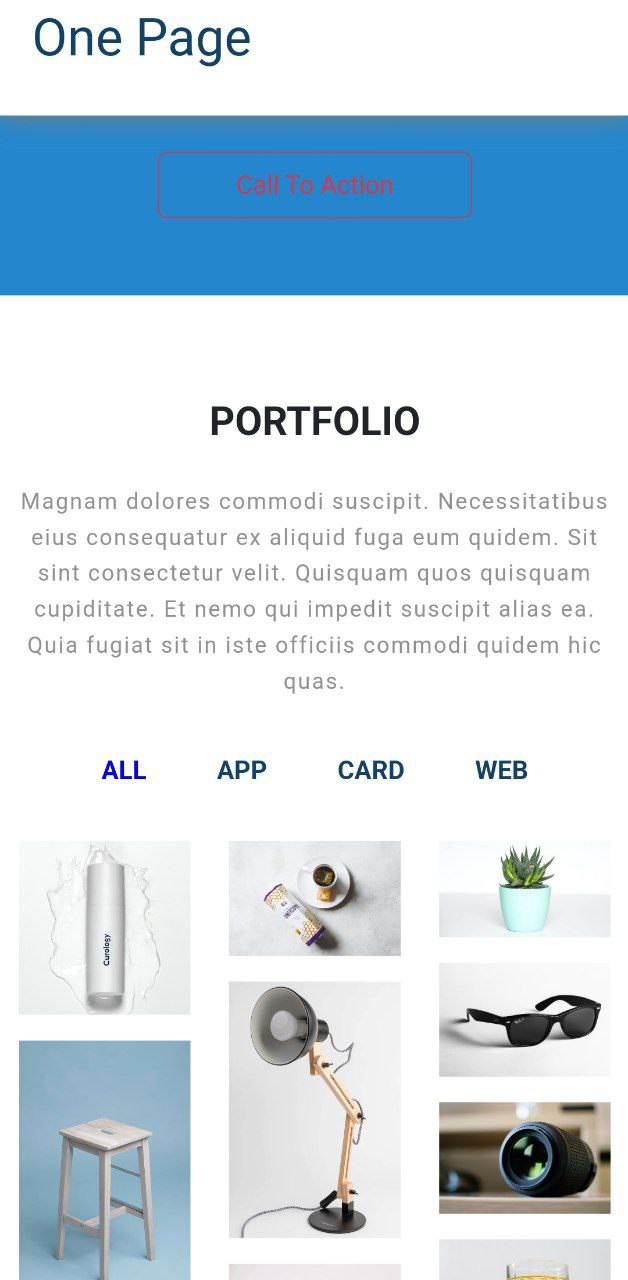 One Page
Call To Action
PORTFOLIO
Magnam dolores commodi suscipit. Necessitatibus
eius consequatur ex aliquid fuga eum quidem. Sit
sint consectetur velit. Quisquam quos quisquam
cupiditate. Et nemo qui impedit suscipit alias ea.
Quia fugiat sit in iste officiis commodi quidem hic
quas.
ALL APP CARD WEB
Curology